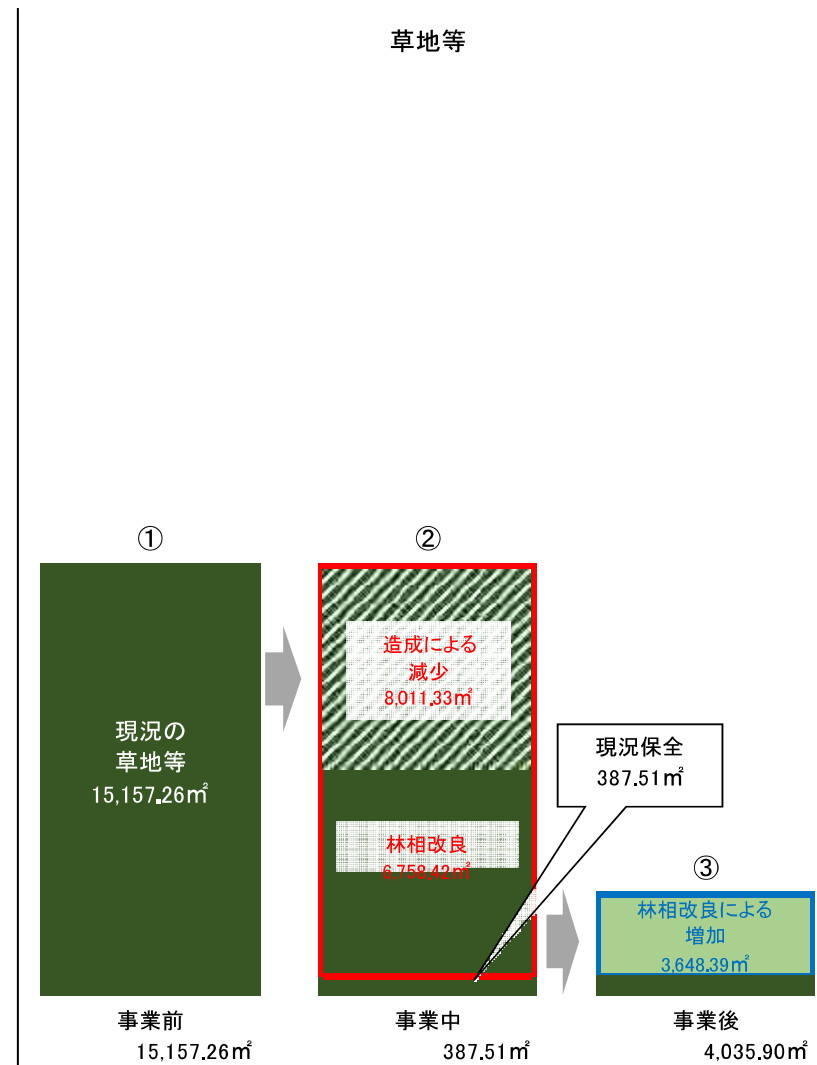 草地等
①
②
造成による
減少
8,011.33㎡
現況の
草地等
15,157.26㎡
現況保全
387.51㎡
林相改良
6,758.42㎡
③
林相改良による
増加
3,648.39㎡
事業前
15,157.26㎡
事業中
387.51㎡
事業後
4,035.90㎡